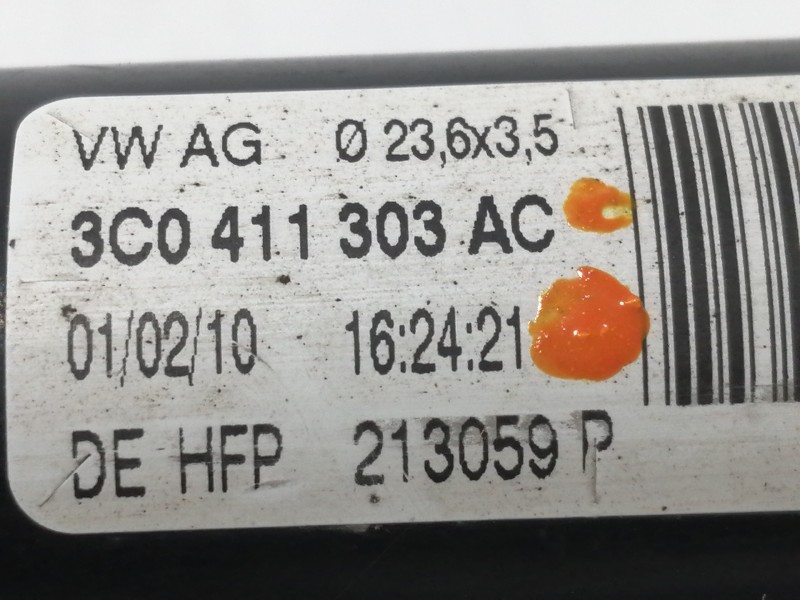 VW AG Ø 23,6x3,5
3C0 411 303 AC
01/02/10 16:24:21
DE HFP 213059 P